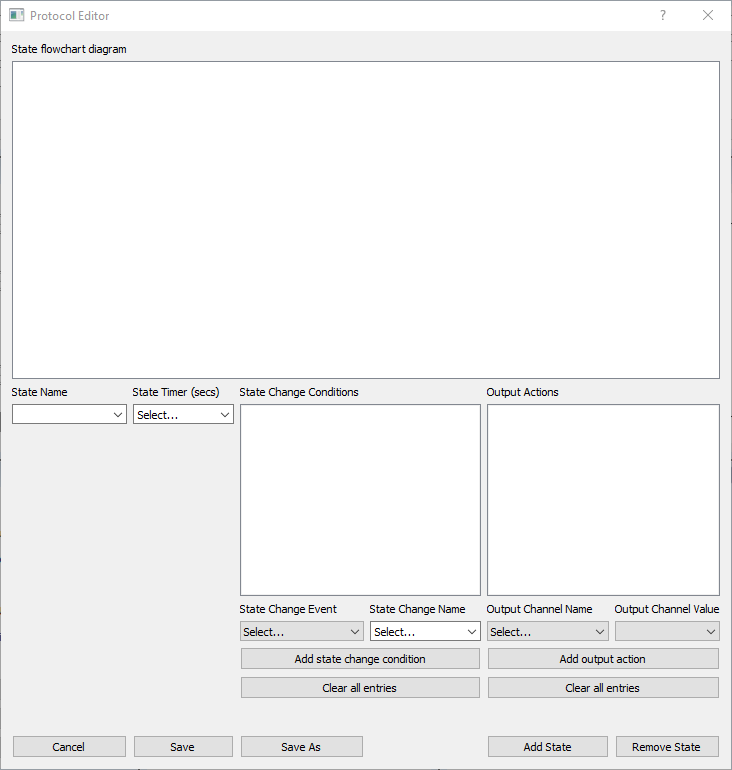 Protocol Editor
State flowchart diagram
State Name State Timer (secs) State Change Conditions Output Actions
Select...
State Change Event State Change Name Output Channel Name Output Channel Value
Select... Select... Select...
Add state change condition Add output action
Clear all entries Clear all entries
Cancel Save Save As Add State Remove State